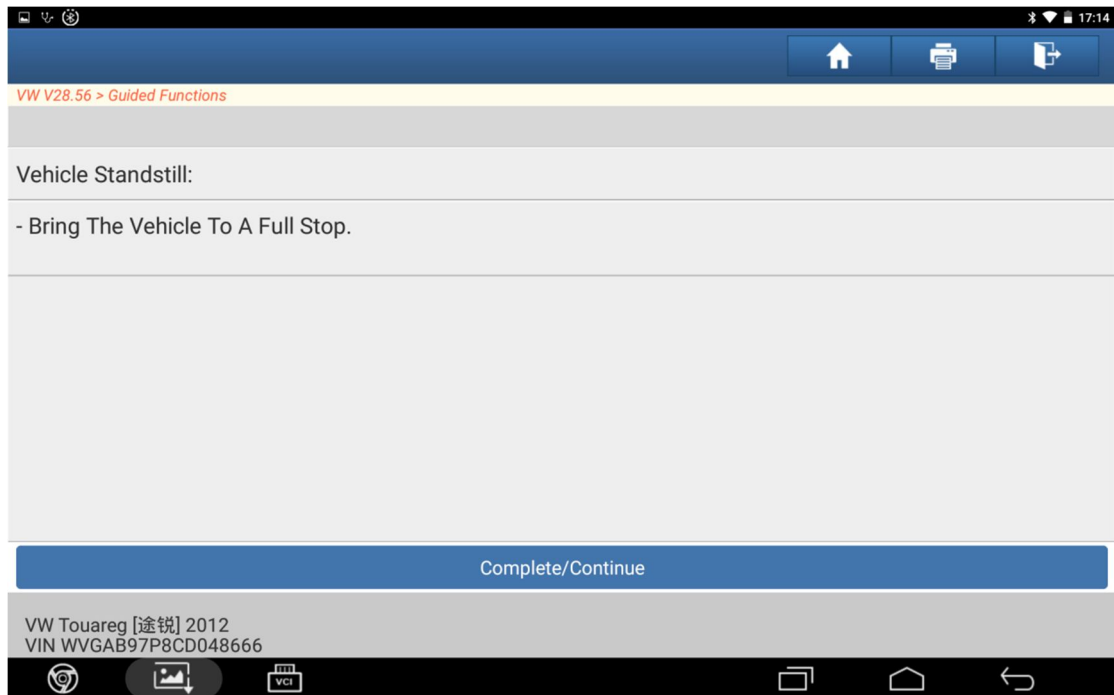 17:14
VW V28.56 > Guided Functions
Vehicle Standstill:
- Bring The Vehicle To A Full Stop.
Complete/Continue
VW Touareg [途锐] 2012
VIN WVGAB97P8CD048666
VCI